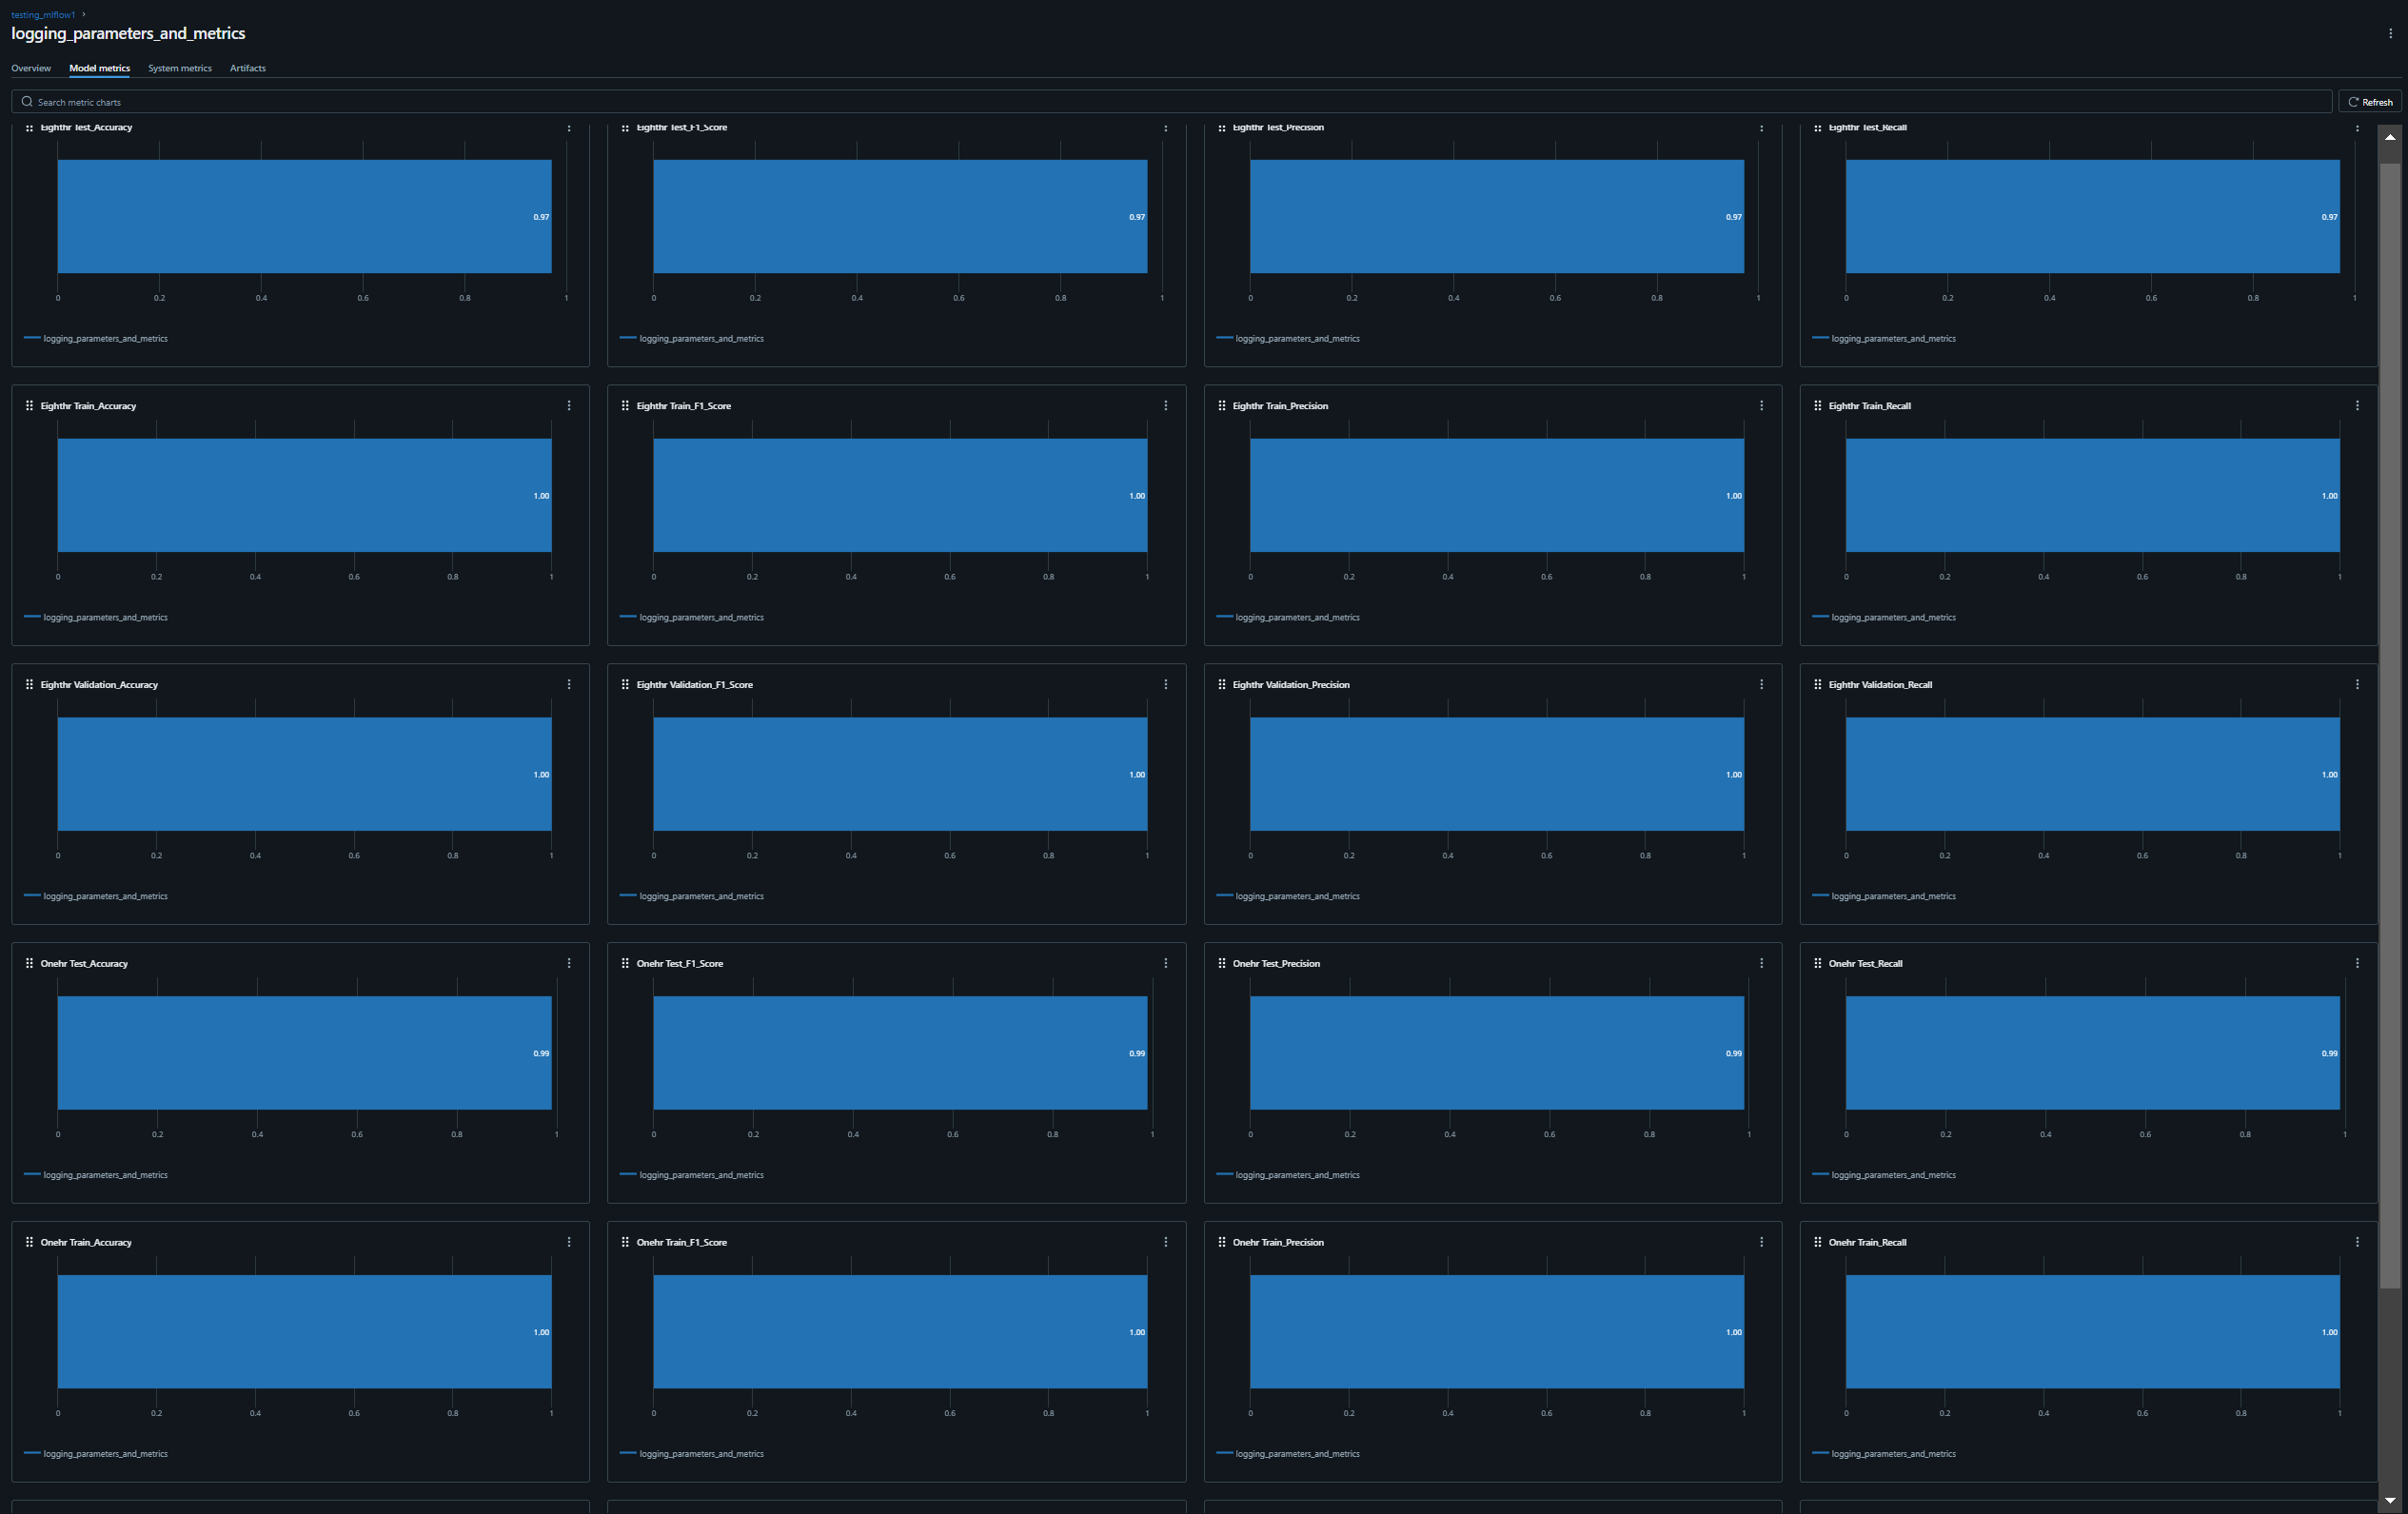 testing_mlflow1 ›
logging_parameters_and_metrics
Overview Model metrics System metrics Artifacts
Search metric charts Refresh
Eighthr Test_Accuracy Eighthr Test_F1_Score Eighthr Test_Precision Eighthr Test_Recall
0.97 0.97 0.97 0.97
0 0.2 0.4 0.6 0.8 1 0 0.2 0.4 0.6 0.8 1 0 0.2 0.4 0.6 0.8 1 0 0.2 0.4 0.6 0.8 1
logging_parameters_and_metrics logging_parameters_and_metrics logging_parameters_and_metrics logging_parameters_and_metrics
Eighthr Train_Accuracy Eighthr Train_F1_Score Eighthr Train_Precision Eighthr Train_Recall
1.00 1.00 1.00 1.00
0 0.2 0.4 0.6 0.8 1 0 0.2 0.4 0.6 0.8 1 0 0.2 0.4 0.6 0.8 1 0 0.2 0.4 0.6 0.8 1
logging_parameters_and_metrics logging_parameters_and_metrics logging_parameters_and_metrics logging_parameters_and_metrics
Eighthr Validation_Accuracy Eighthr Validation_F1_Score Eighthr Validation_Precision Eighthr Validation_Recall
1.00 1.00 1.00 1.00
0 0.2 0.4 0.6 0.8 1 0 0.2 0.4 0.6 0.8 1 0 0.2 0.4 0.6 0.8 1 0 0.2 0.4 0.6 0.8 1
logging_parameters_and_metrics logging_parameters_and_metrics logging_parameters_and_metrics logging_parameters_and_metrics
Onehr Test_Accuracy Onehr Test_F1_Score Onehr Test_Precision Onehr Test_Recall
0.99 0.99 0.99 0.99
0 0.2 0.4 0.6 0.8 1 0 0.2 0.4 0.6 0.8 1 0 0.2 0.4 0.6 0.8 1 0 0.2 0.4 0.6 0.8 1
logging_parameters_and_metrics logging_parameters_and_metrics logging_parameters_and_metrics logging_parameters_and_metrics
Onehr Train_Accuracy Onehr Train_F1_Score Onehr Train_Precision Onehr Train_Recall
1.00 1.00 1.00 1.00
0 0.2 0.4 0.6 0.8 1 0 0.2 0.4 0.6 0.8 1 0 0.2 0.4 0.6 0.8 1 0 0.2 0.4 0.6 0.8 1
logging_parameters_and_metrics logging_parameters_and_metrics logging_parameters_and_metrics logging_parameters_and_metrics